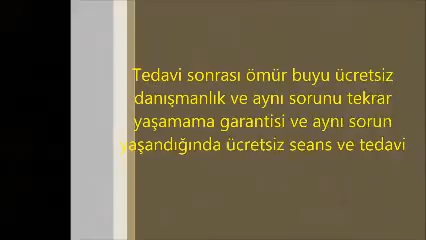 Tedavi sonrası ömür buyu ücretsiz
danışmanlık ve aynı sorunu tekrar
yaşamama garantisi ve aynı sorun
yaşandığında ücretsiz seans ve tedavi